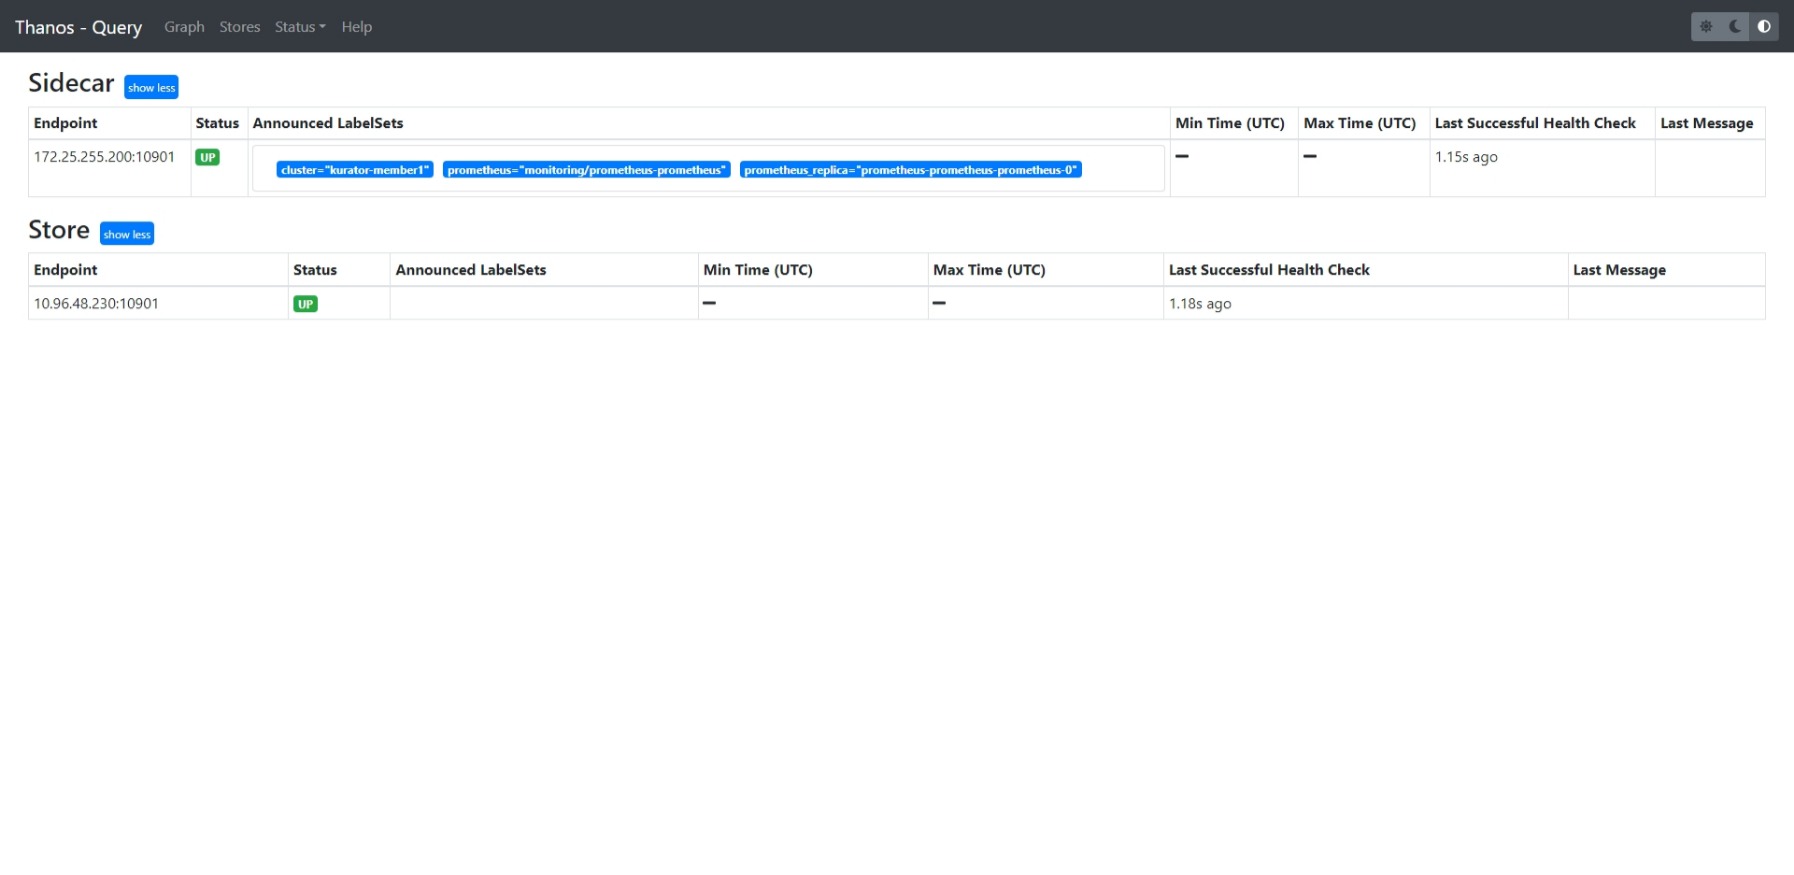 Thanos - Query Graph Stores Status Help
Sidecar show less
Endpoint Status Announced LabelSets Min Time (UTC) Max Time (UTC) Last Successful Health Check Last Message
172.25.255.200:10901 UP cluster="kurator-member1" prometheus="monitoring/prometheus-prometheus" prometheus_replica="prometheus-prometheus-prometheus-0" — — 1.15s ago
Store show less
Endpoint Status Announced LabelSets Min Time (UTC) Max Time (UTC) Last Successful Health Check Last Message
10.96.48.230:10901 UP — — 1.18s ago